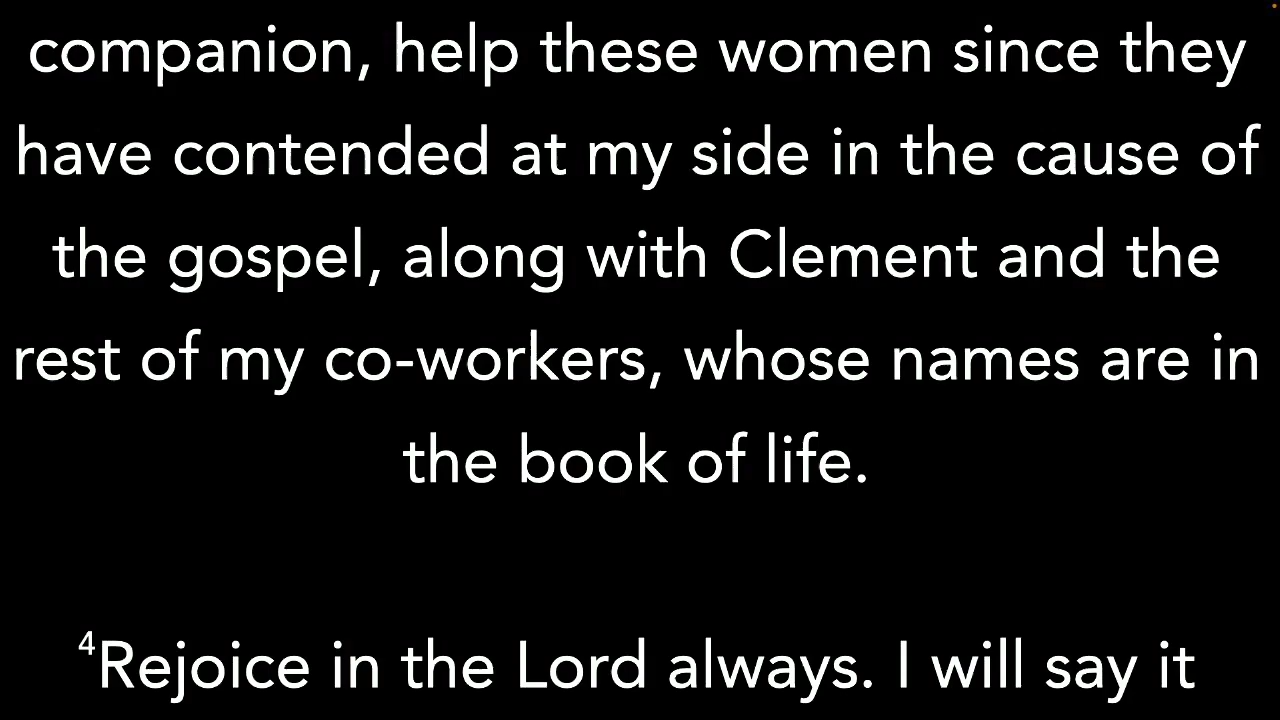 companion, help these women since they
have contended at my side in the cause of
the gospel, along with Clement and the
rest of my co-workers, whose names are in
the book of life.
⁴Rejoice in the Lord always. I will say it